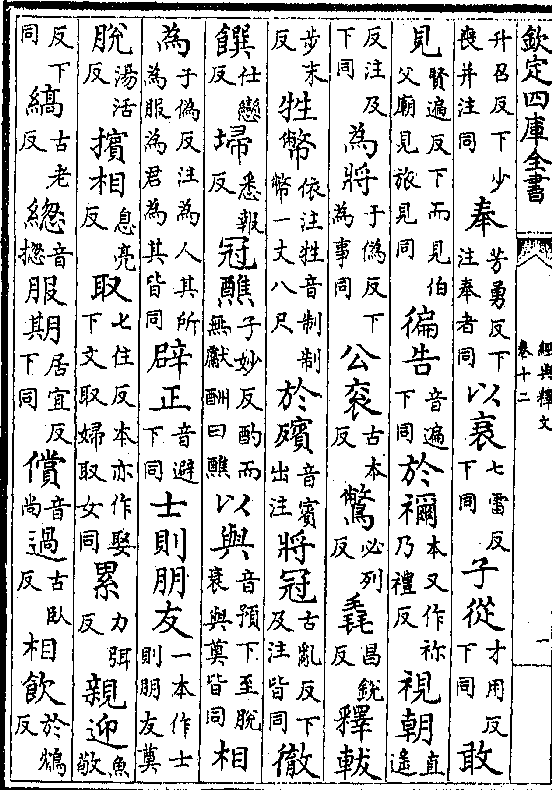 欽定四庫全書
經典釋文
卷十二
一
升召反下少喪并注同奉芳勇反下注奉者同以衰七雷反下同子從才用反下同敢
見賢遍反下而見伯父廟見旅見同徧告音遍下同於禰本又作祢乃禮反視朝直遥
反注及下同為將于偽反下為事同公衮古本反鷩必列反毳昌銳反釋軷
步末反牲幣依注牲音制制幣一丈八尺於殯音賓出注將冠古亂反下及注皆同徹
饌仕戀反埽悉報反冠醮子妙反酌而無獻酬曰醮以與音預下至脫衰與奠皆同相
為于偽反注為人其所為服為君為其皆同辟正音避下同士則朋友一本作士則朋友奠
脫湯活反擯相息亮反取七住反本亦作娶下文取婦取女同累力弭反親迎魚敬
反下同縞古老反緫音揔服期居宜反下同償音尚過古臥反相飲於鴆反